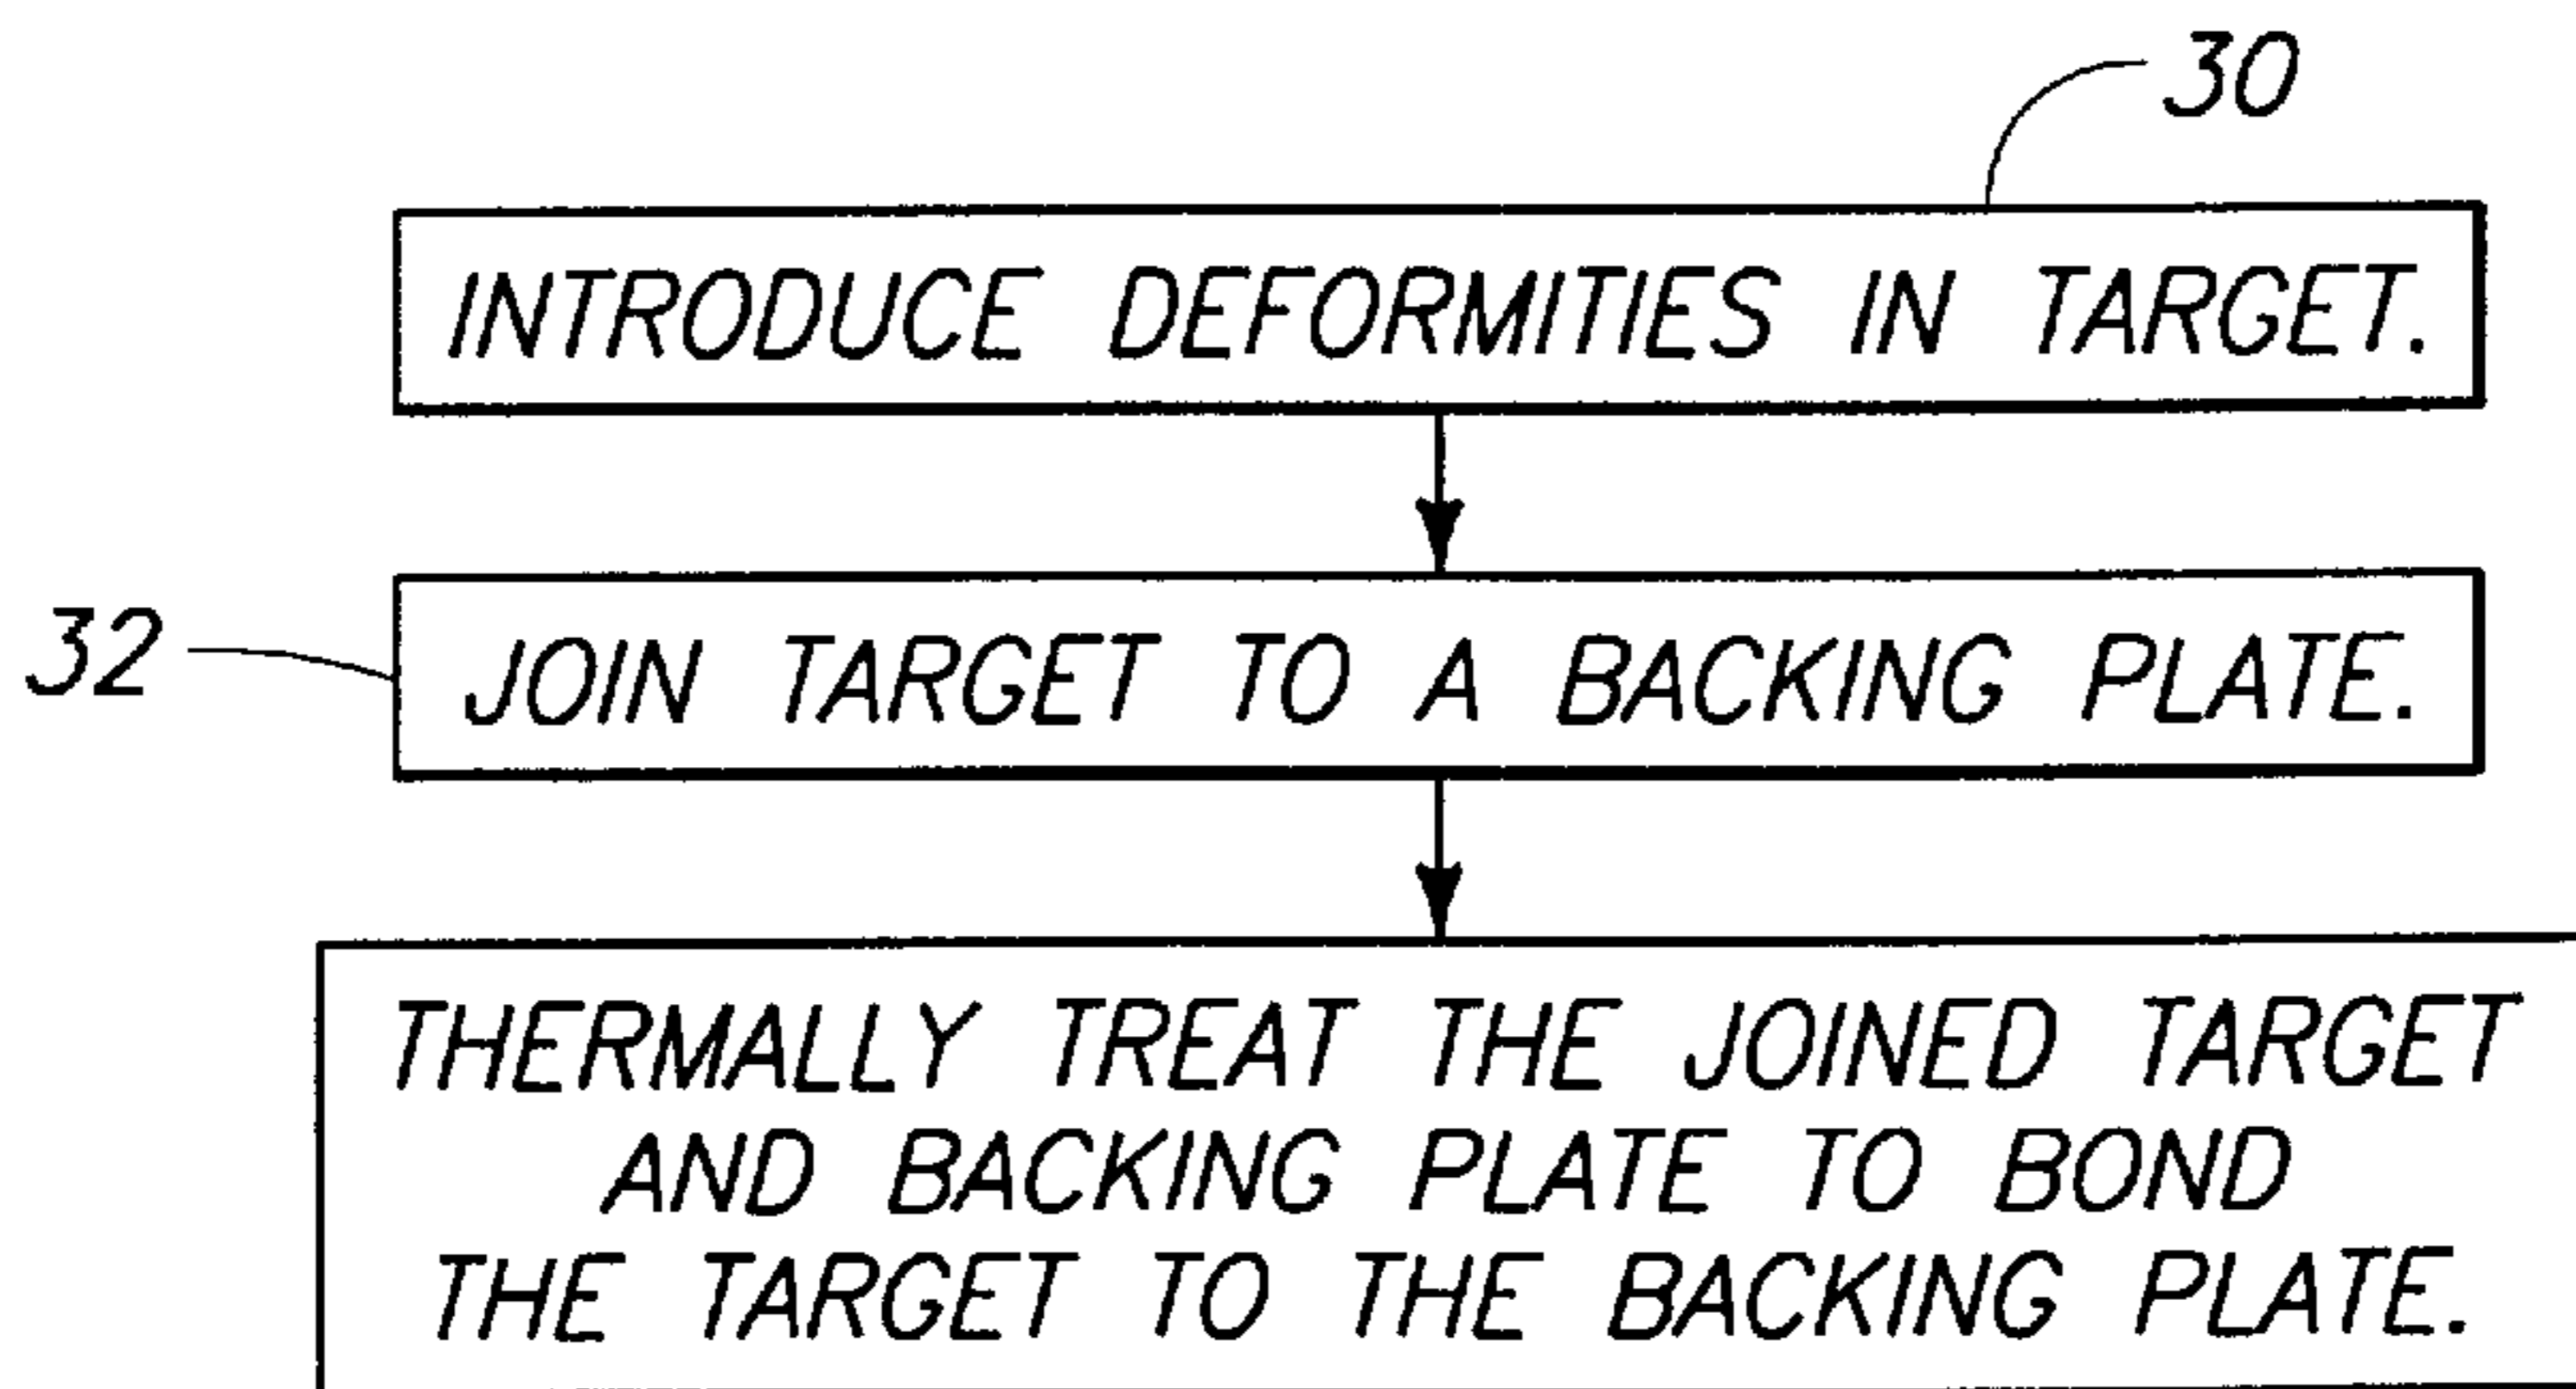 30
INTRODUCE DEFORMITIES IN TARGET.
32
JOIN TARGET TO A BACKING PLATE.
THERMALLY TREAT THE JOINED TARGET
AND BACKING PLATE TO BOND
THE TARGET TO THE BACKING PLATE.